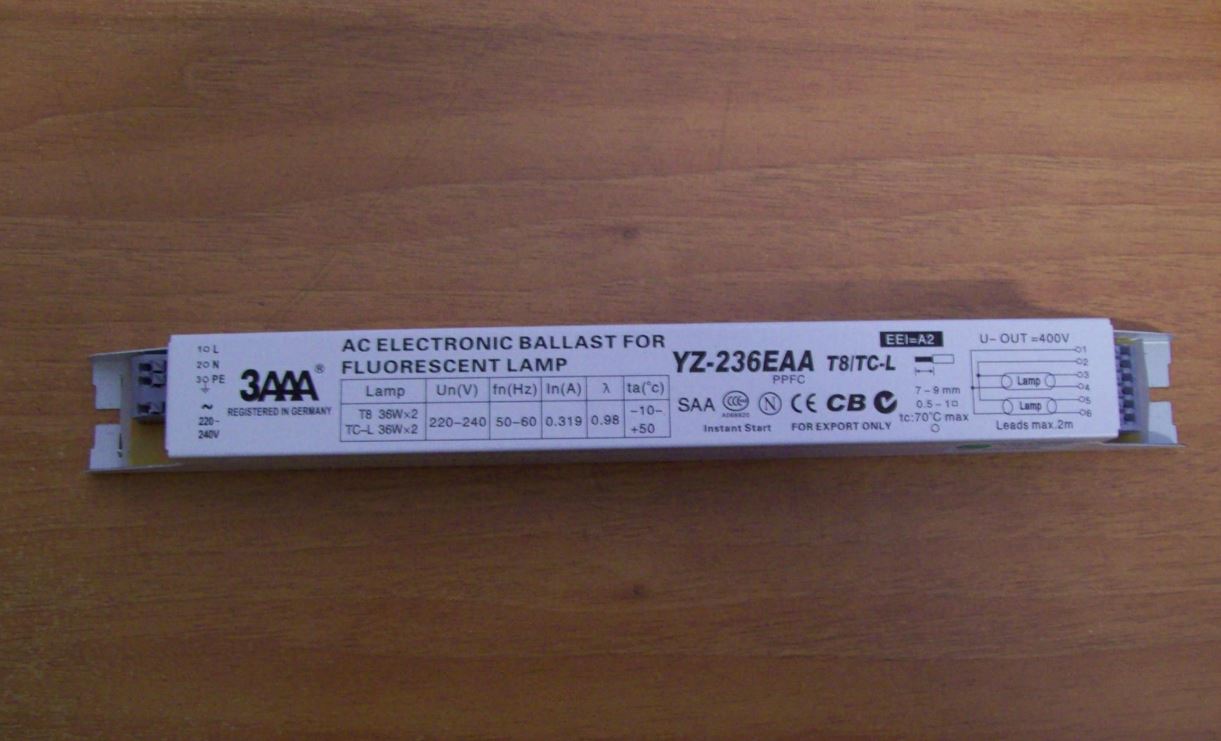 1 L
2 N
3 PE
~
220-
240V
3AAA®
REGISTERED IN GERMANY
AC ELECTRONIC BALLAST FOR
FLUORESCENT LAMP
Lamp Un(V) fn(Hz) In(A) λ ta(°c)
T8 36W×2
TC-L 36W×2
220-240 50-60 0.319 0.98 -10-
+50
YZ-236EAA T8/TC-L
PPFC
SAA CCC N CE CB
A068920
Instant Start FOR EXPORT ONLY
EEI=A2
7-9 mm
0.5-1□
tc:70°C max
U-OUT =400V
1
2
3
4
5
6
Lamp
Lamp
Leads max.2m